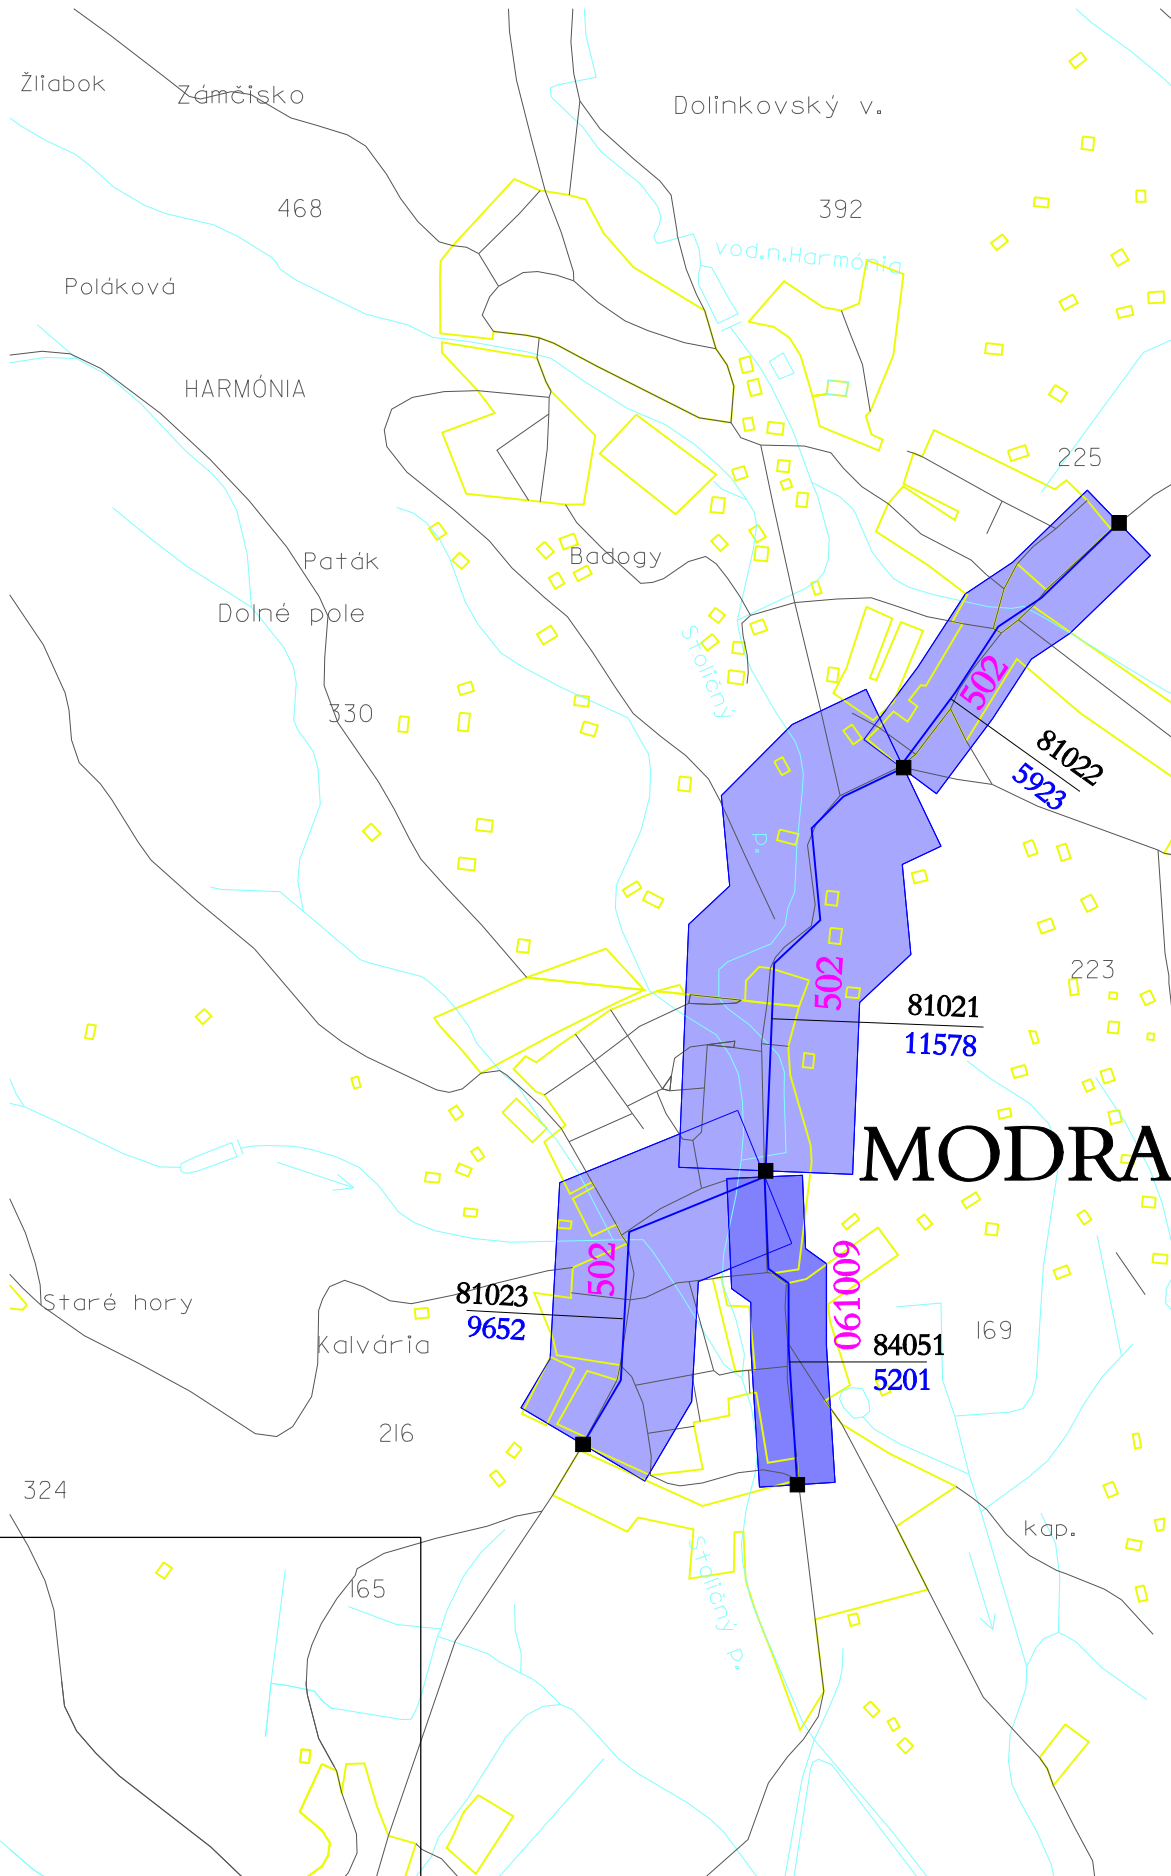 Žliabok
Zámčisko
Dolinkovský v.
468
392
vod.n.Harmónia
Poláková
HARMÓNIA
225
Paták
Badogy
Dolné pole
Stoličný
502
330
81022
5923
p.
502
223
81021
11578
MODRA
502
061009
81023
9652
Staré hory
Kalvária
169
84051
5201
216
324
kap.
Stoličný p.
165